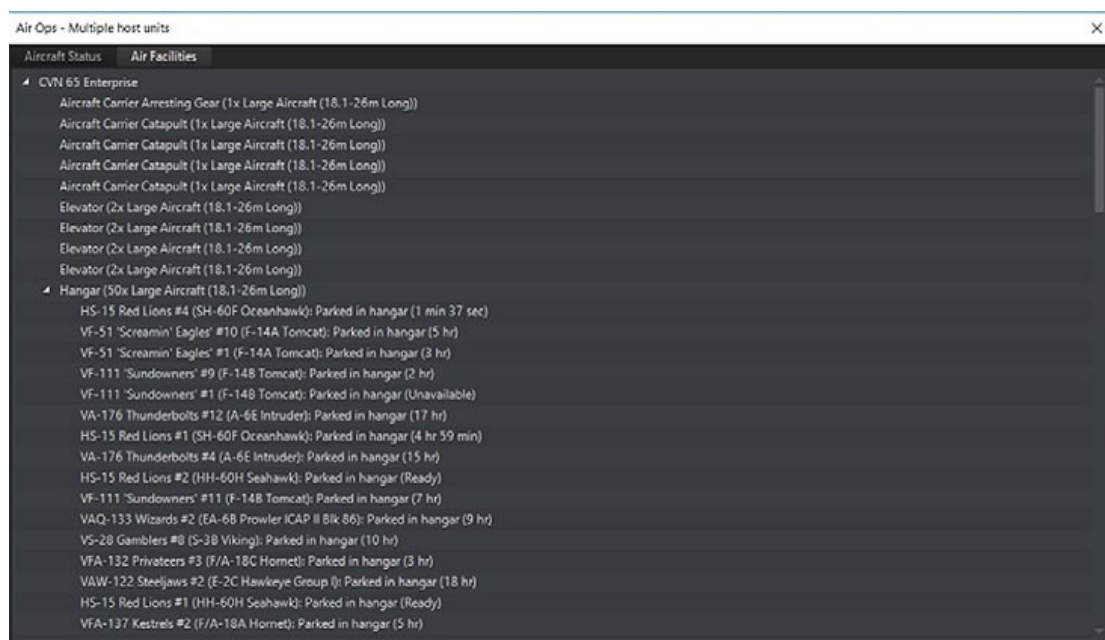 Air Ops - Multiple host units
Aircraft Status Air Facilities
CVN 65 Enterprise
Aircraft Carrier Arresting Gear (1x Large Aircraft (18.1-26m Long))
Aircraft Carrier Catapult (1x Large Aircraft (18.1-26m Long))
Aircraft Carrier Catapult (1x Large Aircraft (18.1-26m Long))
Aircraft Carrier Catapult (1x Large Aircraft (18.1-26m Long))
Aircraft Carrier Catapult (1x Large Aircraft (18.1-26m Long))
Elevator (2x Large Aircraft (18.1-26m Long))
Elevator (2x Large Aircraft (18.1-26m Long))
Elevator (2x Large Aircraft (18.1-26m Long))
Elevator (2x Large Aircraft (18.1-26m Long))
Hangar (50x Large Aircraft (18.1-26m Long))
HS-15 Red Lions #4 (SH-60F Oceanhawk): Parked in hangar (1 min 37 sec)
VF-51 'Screamin' Eagles' #10 (F-14A Tomcat): Parked in hangar (5 hr)
VF-51 'Screamin' Eagles' #1 (F-14A Tomcat): Parked in hangar (3 hr)
VF-111 'Sundowners' #9 (F-14B Tomcat): Parked in hangar (2 hr)
VF-111 'Sundowners' #1 (F-14B Tomcat): Parked in hangar (Unavailable)
VA-176 Thunderbolts #12 (A-6E Intruder): Parked in hangar (17 hr)
HS-15 Red Lions #1 (SH-60F Oceanhawk): Parked in hangar (4 hr 59 min)
VA-176 Thunderbolts #4 (A-6E Intruder): Parked in hangar (15 hr)
HS-15 Red Lions #2 (HH-60H Seahawk): Parked in hangar (Ready)
VF-111 'Sundowners' #11 (F-14B Tomcat): Parked in hangar (7 hr)
VAQ-133 Wizards #2 (EA-6B Prowler ICAP II Blk 86): Parked in hangar (9 hr)
VS-28 Gamblers #8 (S-3B Viking): Parked in hangar (10 hr)
VFA-132 Privateers #3 (F/A-18C Hornet): Parked in hangar (3 hr)
VAW-122 Steeljaws #2 (E-2C Hawkeye Group I): Parked in hangar (18 hr)
HS-15 Red Lions #1 (HH-60H Seahawk): Parked in hangar (Ready)
VFA-137 Kestrels #2 (F/A-18A Hornet): Parked in hangar (5 hr)